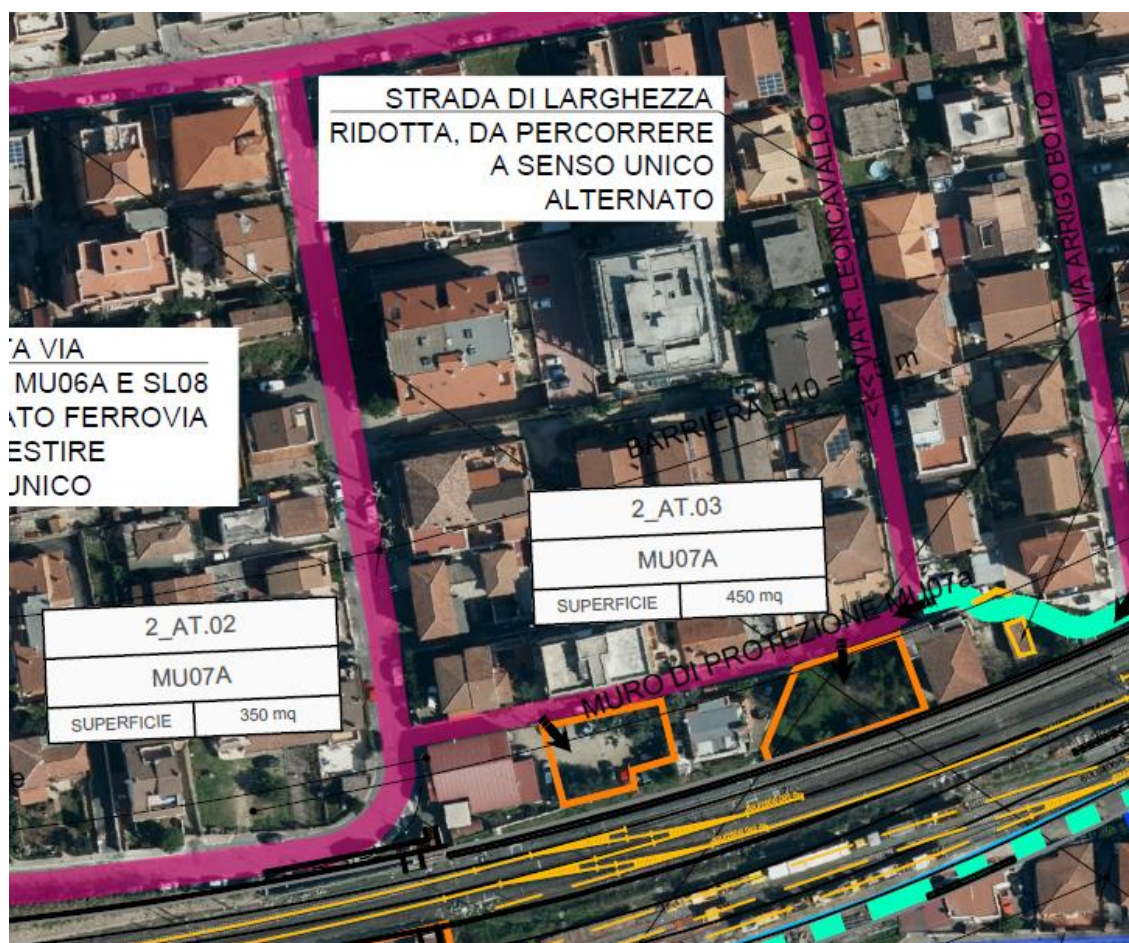 STRADA DI LARGHEZZA
RIDOTTA, DA PERCORRERE
A SENSO UNICO
ALTERNATO
VIA ARRIGO BOITO
<<< VIA R. LEONCAVALLO
TA VIA
MU06A E SL08
ATO FERROVIA
ESTIRE
UNICO
BARRIERA H10 =
m
2_AT.03
MU07A
SUPERFICIE 450 mq
MURO DI PROTEZIONE MU07a
2_AT.02
MU07A
SUPERFICIE 350 mq
e